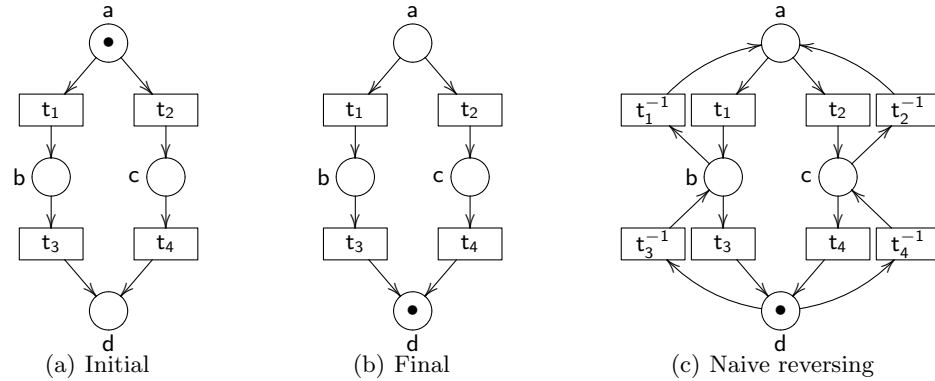 a a a
t₁ t₂ t₁ t₂ t₁⁻¹ t₁ t₂ t₂⁻¹
b c b c b c
t₃ t₄ t₃ t₄ t₃⁻¹ t₃ t₄ t₄⁻¹
d d d
(a) Initial (b) Final (c) Naive reversing